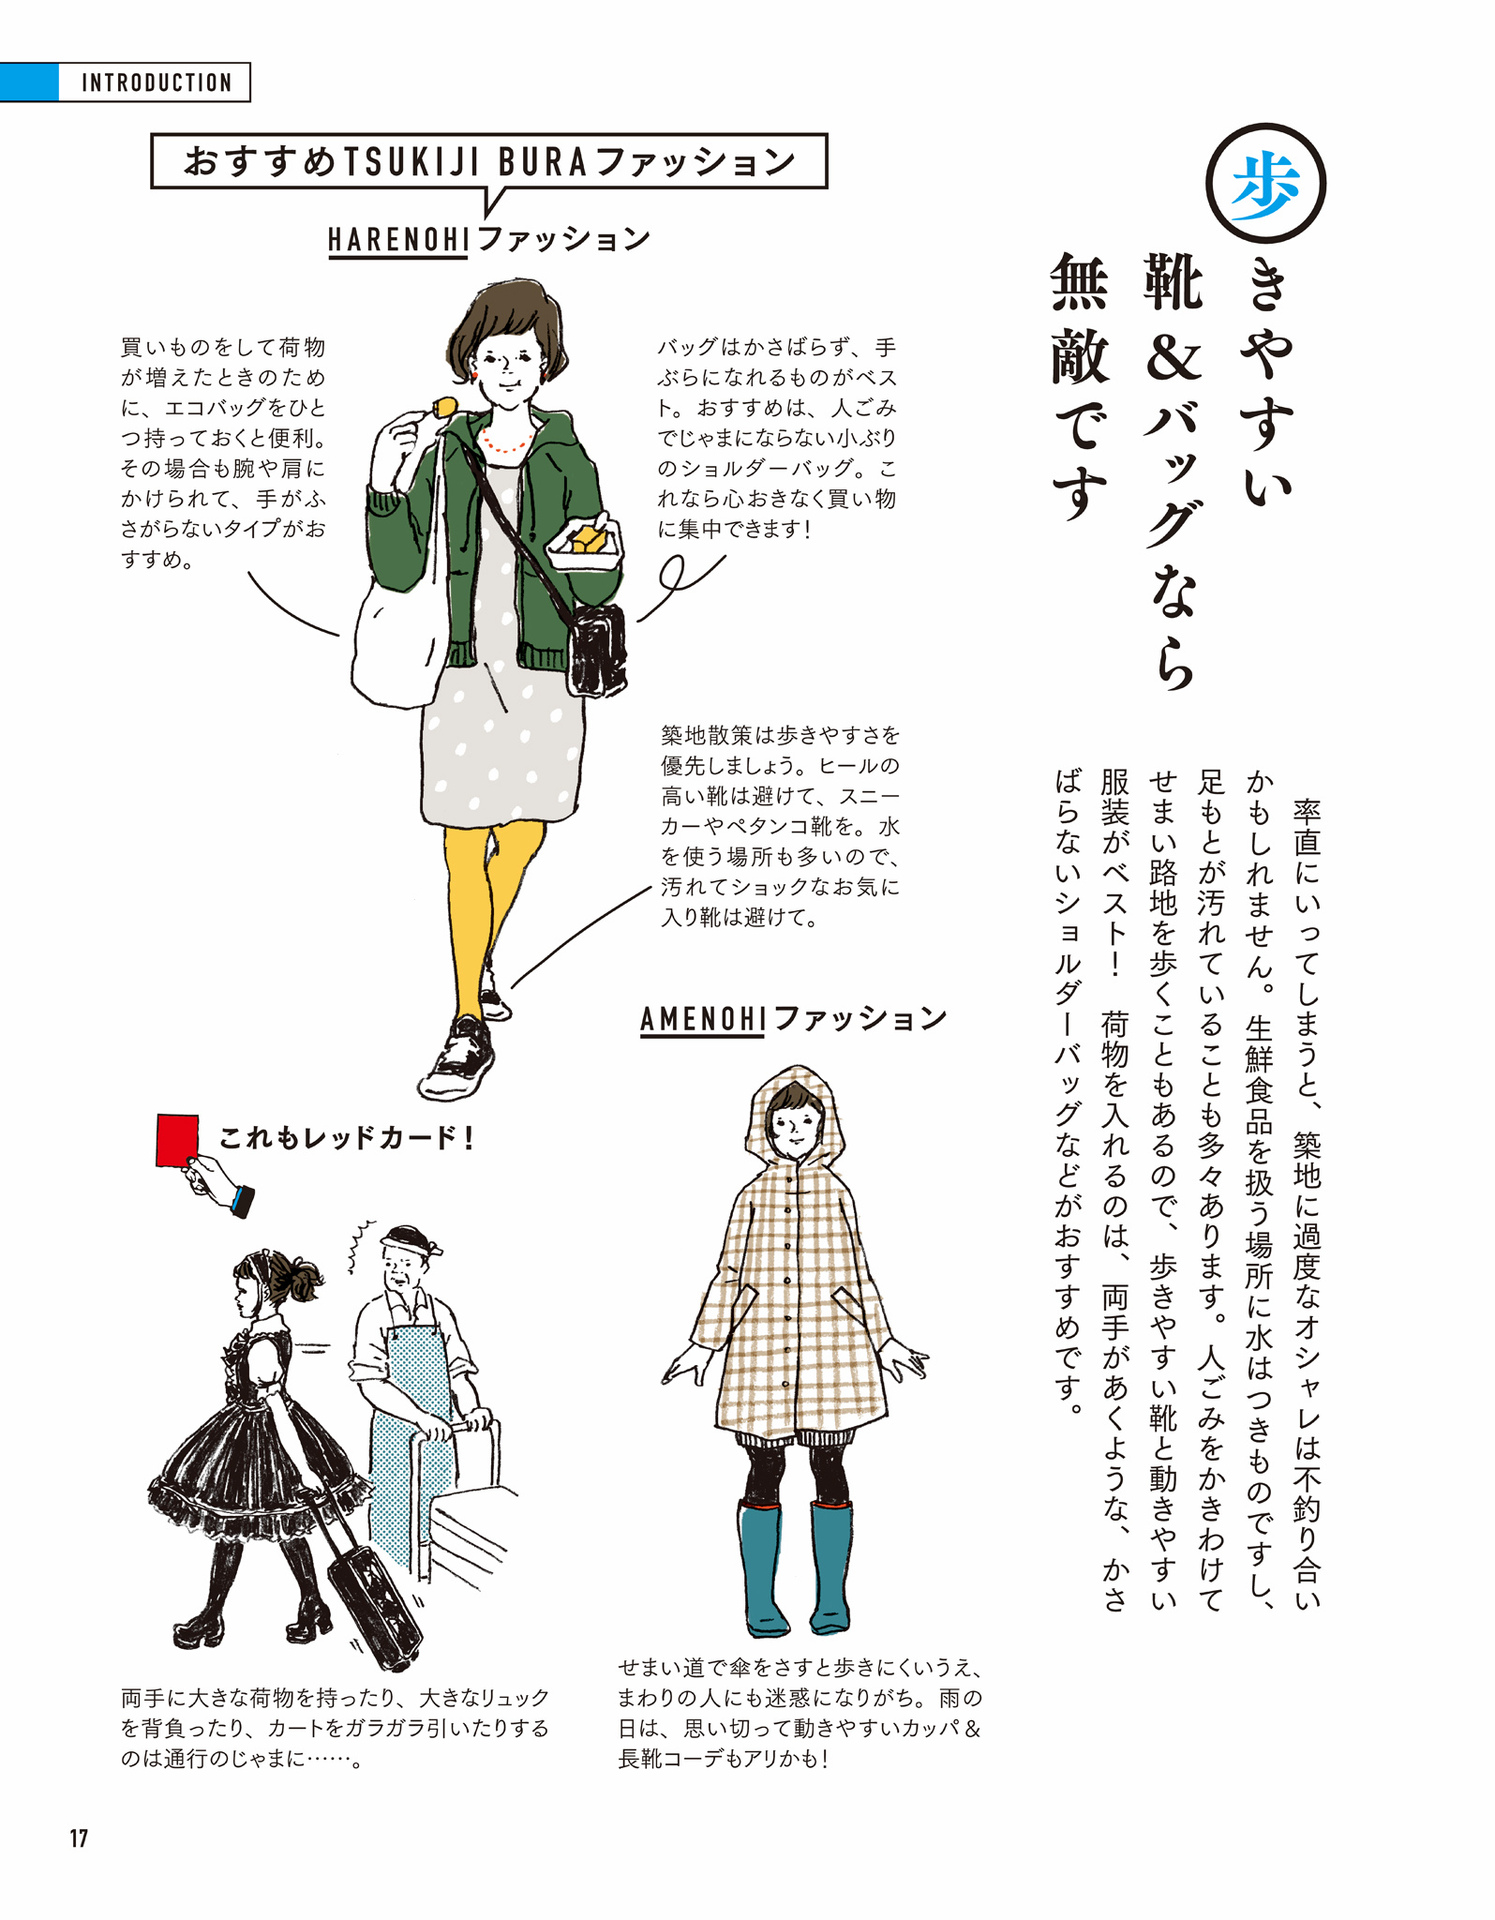 INTRODUCTION
歩きやすい
靴&バッグなら
無敵です
率直にいってしまうと、築地に過度なオシャレは不釣り合い
かもしれません。生鮮食品を扱う場所に水はつきものですし、
足もとが汚れていることも多々あります。人ごみをかきわけて
せまい路地を歩くこともあるので、歩きやすい靴と動きやすい
服装がベスト！　荷物を入れるのは、両手があくような、かさ
ばらないショルダーバッグなどがおすすめです。
おすすめTSUKIJI BURAファッション
HARENOHIファッション
買いものをして荷物
が増えたときのため
に、エコバッグをひと
つ持っておくと便利。
その場合も腕や肩に
かけられて、手がふ
さがらないタイプがお
すすめ。
バッグはかさばらず、手
ぶらになれるものがベス
ト。おすすめは、人ごみ
でじゃまにならない小ぶり
のショルダーバッグ。こ
れなら心おきなく買い物
に集中できます！
築地散策は歩きやすさを
優先しましょう。ヒールの
高い靴は避けて、スニー
カーやペタンコ靴を。水
を使う場所も多いので、
汚れてショックなお気に
入り靴は避けて。
AMENOHIファッション
せまい道で傘をさすと歩きにくいうえ、
まわりの人にも迷惑になりがち。雨の
日は、思い切って動きやすいカッパ&
長靴コーデもアリかも！
これもレッドカード！
両手に大きな荷物を持ったり、大きなリュック
を背負ったり、カートをガラガラ引いたりする
のは通行のじゃまに……。
17